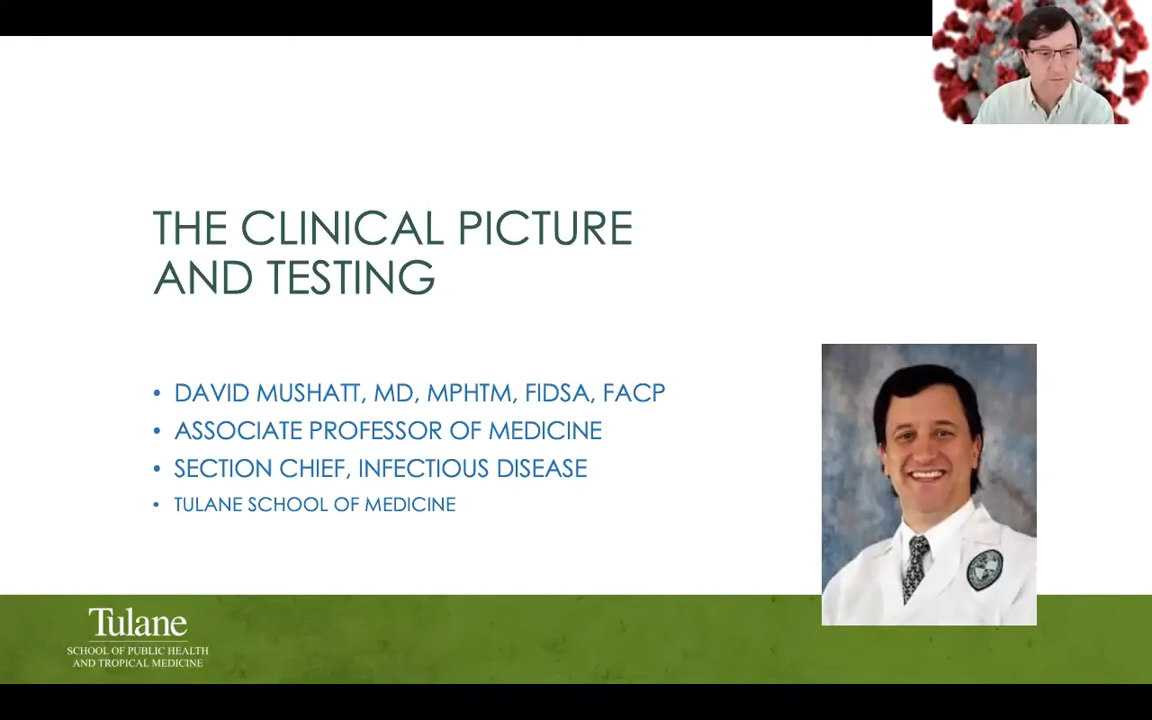 THE CLINICAL PICTURE
AND TESTING
• DAVID MUSHATT, MD, MPHTM, FIDSA, FACP
• ASSOCIATE PROFESSOR OF MEDICINE
• SECTION CHIEF, INFECTIOUS DISEASE
• TULANE SCHOOL OF MEDICINE
Tulane
SCHOOL OF PUBLIC HEALTH
AND TROPICAL MEDICINE